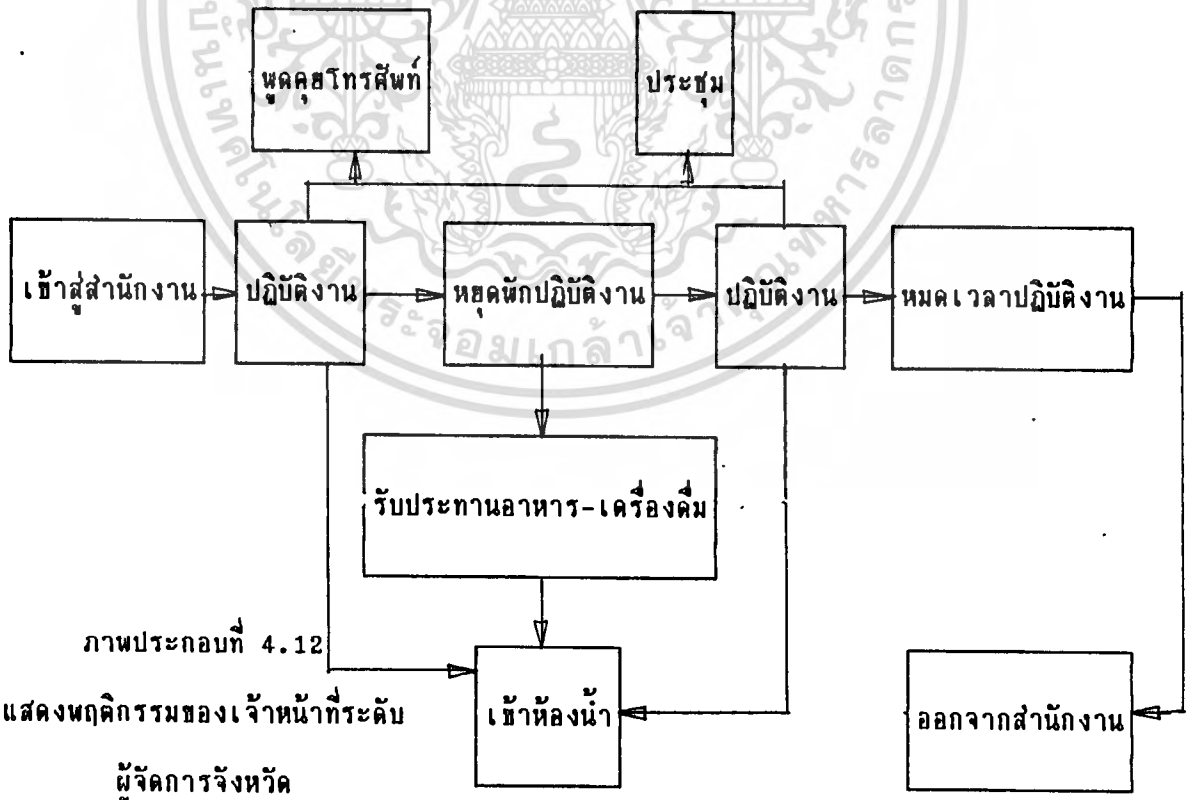 พูดคุยโทรศัพท์
ประชุม
เข้าสู่สำนักงาน
ปฏิบัติงาน
หยุดพักปฏิบัติงาน
ปฏิบัติงาน
หมดเวลาปฏิบัติงาน
รับประทานอาหาร-เครื่องดื่ม
เข้าห้องน้ำ
ออกจากสำนักงาน
ภาพประกอบที่ 4.12
แสดงพฤติกรรมของเจ้าหน้าที่ระดับ
ผู้จัดการจังหวัด